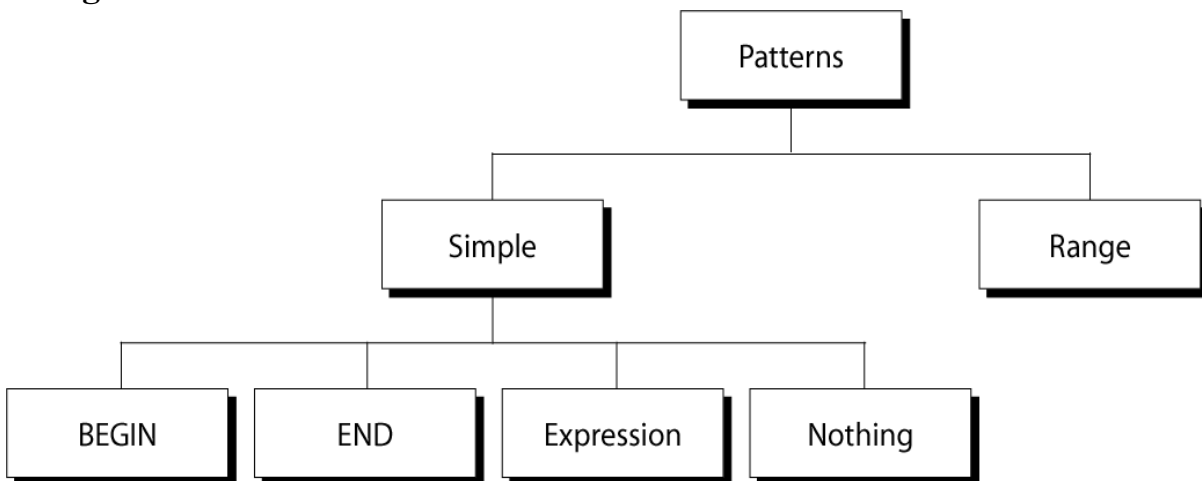 Patterns
Simple
Range
BEGIN
END
Expression
Nothing